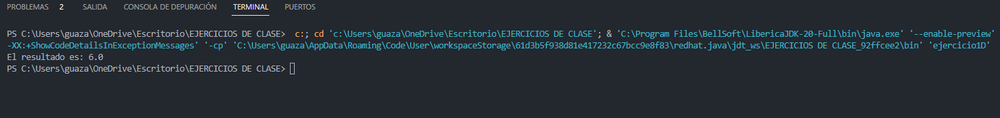 PROBLEMAS 2 SALIDA CONSOLA DE DEPURACIÓN TERMINAL PUERTOS
PS C:\Users\guaza\OneDrive\Escritorio\EJERCICIOS DE CLASE>  c:; cd 'c:\Users\guaza\OneDrive\Escritorio\EJERCICIOS DE CLASE'; & 'C:\Program Files\BellSoft\LibericaJDK-20-Full\bin\java.exe' '--enable-preview'
-XX:+ShowCodeDetailsInExceptionMessages' '-cp' 'C:\Users\guaza\AppData\Roaming\Code\User\workspaceStorage\61d3b5f938d81e417232c67bcc9e8f83\redhat.java\jdt_ws\EJERCICIOS DE CLASE_92ffcee2\bin' 'ejercicio1D'
El resultado es: 6.0
PS C:\Users\guaza\OneDrive\Escritorio\EJERCICIOS DE CLASE>